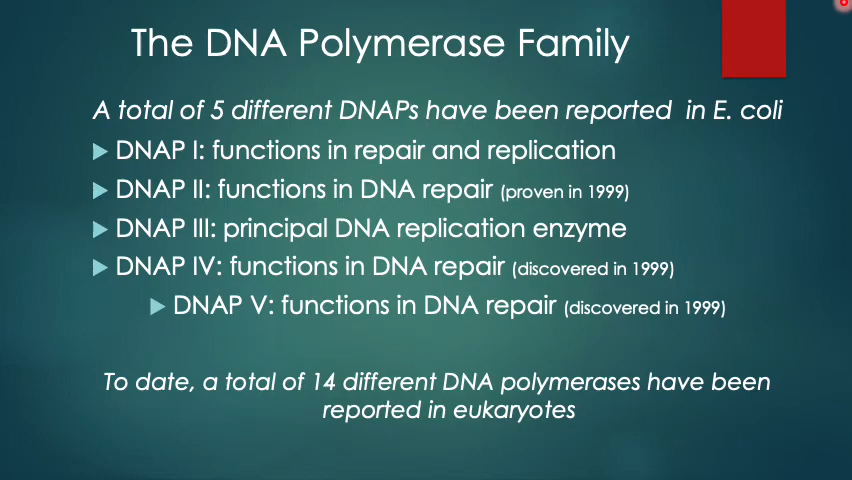 The DNA Polymerase Family
A total of 5 different DNAPs have been reported in E. coli
DNAP I: functions in repair and replication
DNAP II: functions in DNA repair (proven in 1999)
DNAP III: principal DNA replication enzyme
DNAP IV: functions in DNA repair (discovered in 1999)
DNAP V: functions in DNA repair (discovered in 1999)
To date, a total of 14 different DNA polymerases have been
reported in eukaryotes